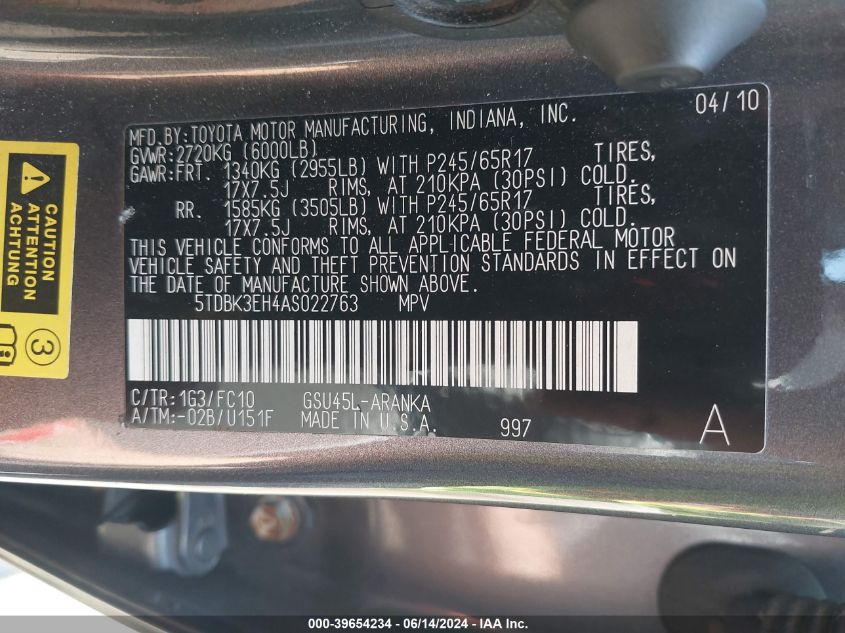 04/10
MFD.BY:TOYOTA MOTOR MANUFACTURING, INDIANA, INC.
GVWR:2720KG (6000LB)
GAWR:FRT. 1340KG (2955LB) WITH P245/65R17 TIRES,
17X7.5J RIMS, AT 210KPA (30PSI) COLD.
RR. 1585KG (3505LB) WITH P245/65R17 TIRES,
17X7.5J RIMS, AT 210KPA (30PSI) COLD.
THIS VEHICLE CONFORMS TO ALL APPLICABLE FEDERAL MOTOR
VEHICLE SAFETY AND THEFT PREVENTION STANDARDS IN EFFECT ON
THE DATE OF MANUFACTURE SHOWN ABOVE.
5TDBK3EH4AS022763 MPV
C/TR:1G3/FC10 GSU45L-ARANKA
A/TM:-02B/U151F MADE IN U.S.A. 997 A
CAUTION
ATTENTION
ACHTUNG
3
000-39654234 - 06/14/2024 - IAA Inc.